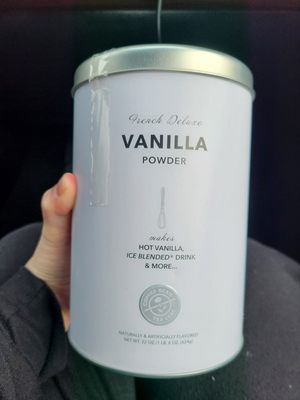 French Deluxe
VANILLA
POWDER
makes
HOT VANILLA,
ICE BLENDED® DRINK
& MORE...
NATURALLY & ARTIFICIALLY FLAVORED